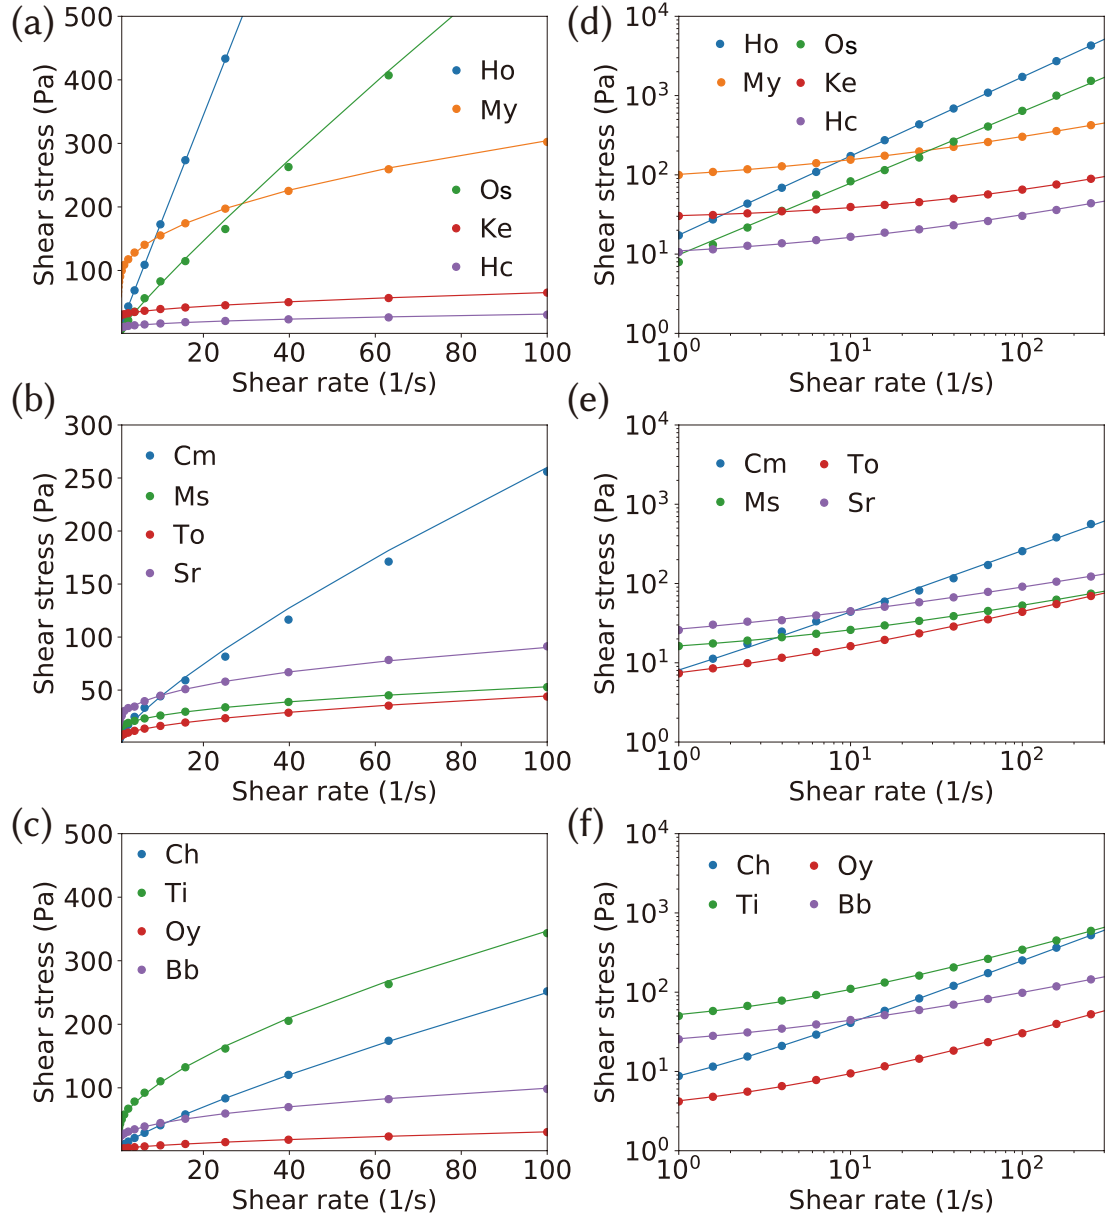 (a)
500
400
300
200
100
Shear stress (Pa)
Ho
My
Os
Ke
Hc
20 40 60 80 100
Shear rate (1/s)
(d)
10^4
10^3
10^2
10^1
10^0
Shear stress (Pa)
Ho Os
My Ke
Hc
10^0 10^1 10^2
Shear rate (1/s)
(b)
300
250
200
150
100
50
Shear stress (Pa)
Cm
Ms
To
Sr
20 40 60 80 100
Shear rate (1/s)
(e)
10^4
10^3
10^2
10^1
10^0
Shear stress (Pa)
Cm To
Ms Sr
10^0 10^1 10^2
Shear rate (1/s)
(c)
500
400
300
200
100
Shear stress (Pa)
Ch
Ti
Oy
Bb
20 40 60 80 100
Shear rate (1/s)
(f)
10^4
10^3
10^2
10^1
10^0
Shear stress (Pa)
Ch Oy
Ti Bb
10^0 10^1 10^2
Shear rate (1/s)